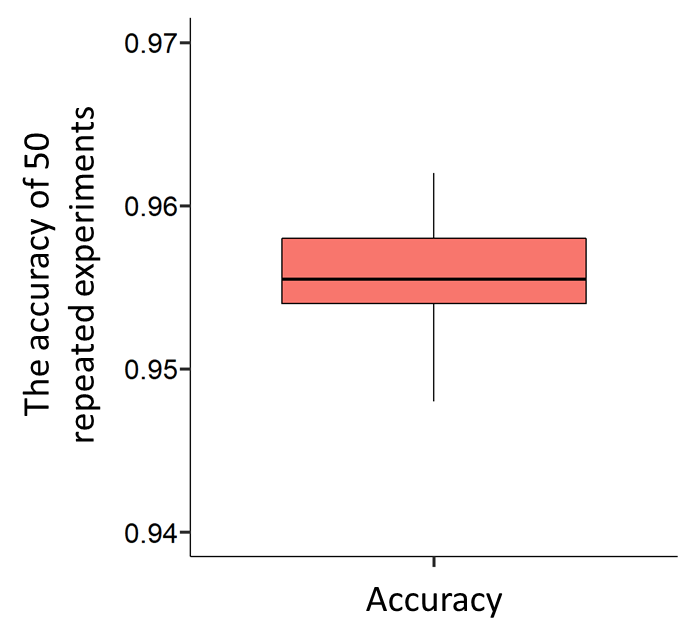 The accuracy of 50
repeated experiments
0.97
0.96
0.95
0.94
Accuracy